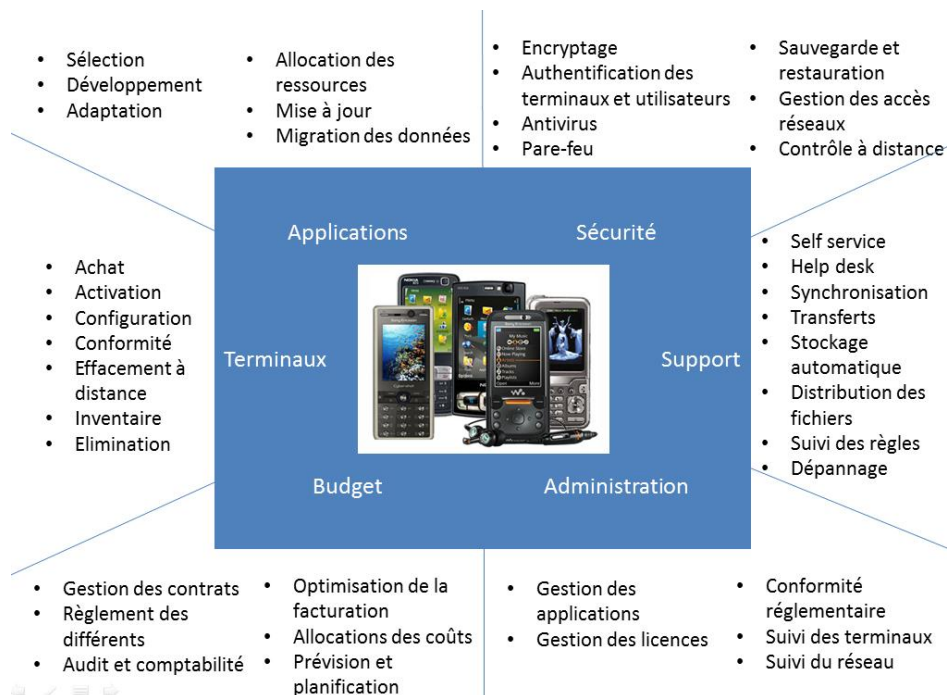 • Sélection
• Développement
• Adaptation
• Allocation des
ressources
• Mise à jour
• Migration des données
• Encryptage
• Authentification des
terminaux et utilisateurs
• Antivirus
• Pare-feu
• Sauvegarde et
restauration
• Gestion des accès
réseaux
• Contrôle à distance
Applications
Sécurité
• Achat
• Activation
• Configuration
• Conformité
• Effacement à
distance
• Inventaire
• Elimination
Terminaux
Support
• Self service
• Help desk
• Synchronisation
• Transferts
• Stockage
automatique
• Distribution des
fichiers
• Suivi des règles
• Dépannage
Budget
Administration
• Gestion des contrats
• Règlement des
différents
• Audit et comptabilité
• Optimisation de la
facturation
• Allocations des coûts
• Prévision et
planification
• Gestion des
applications
• Gestion des licences
• Conformité
réglementaire
• Suivi des terminaux
• Suivi du réseau